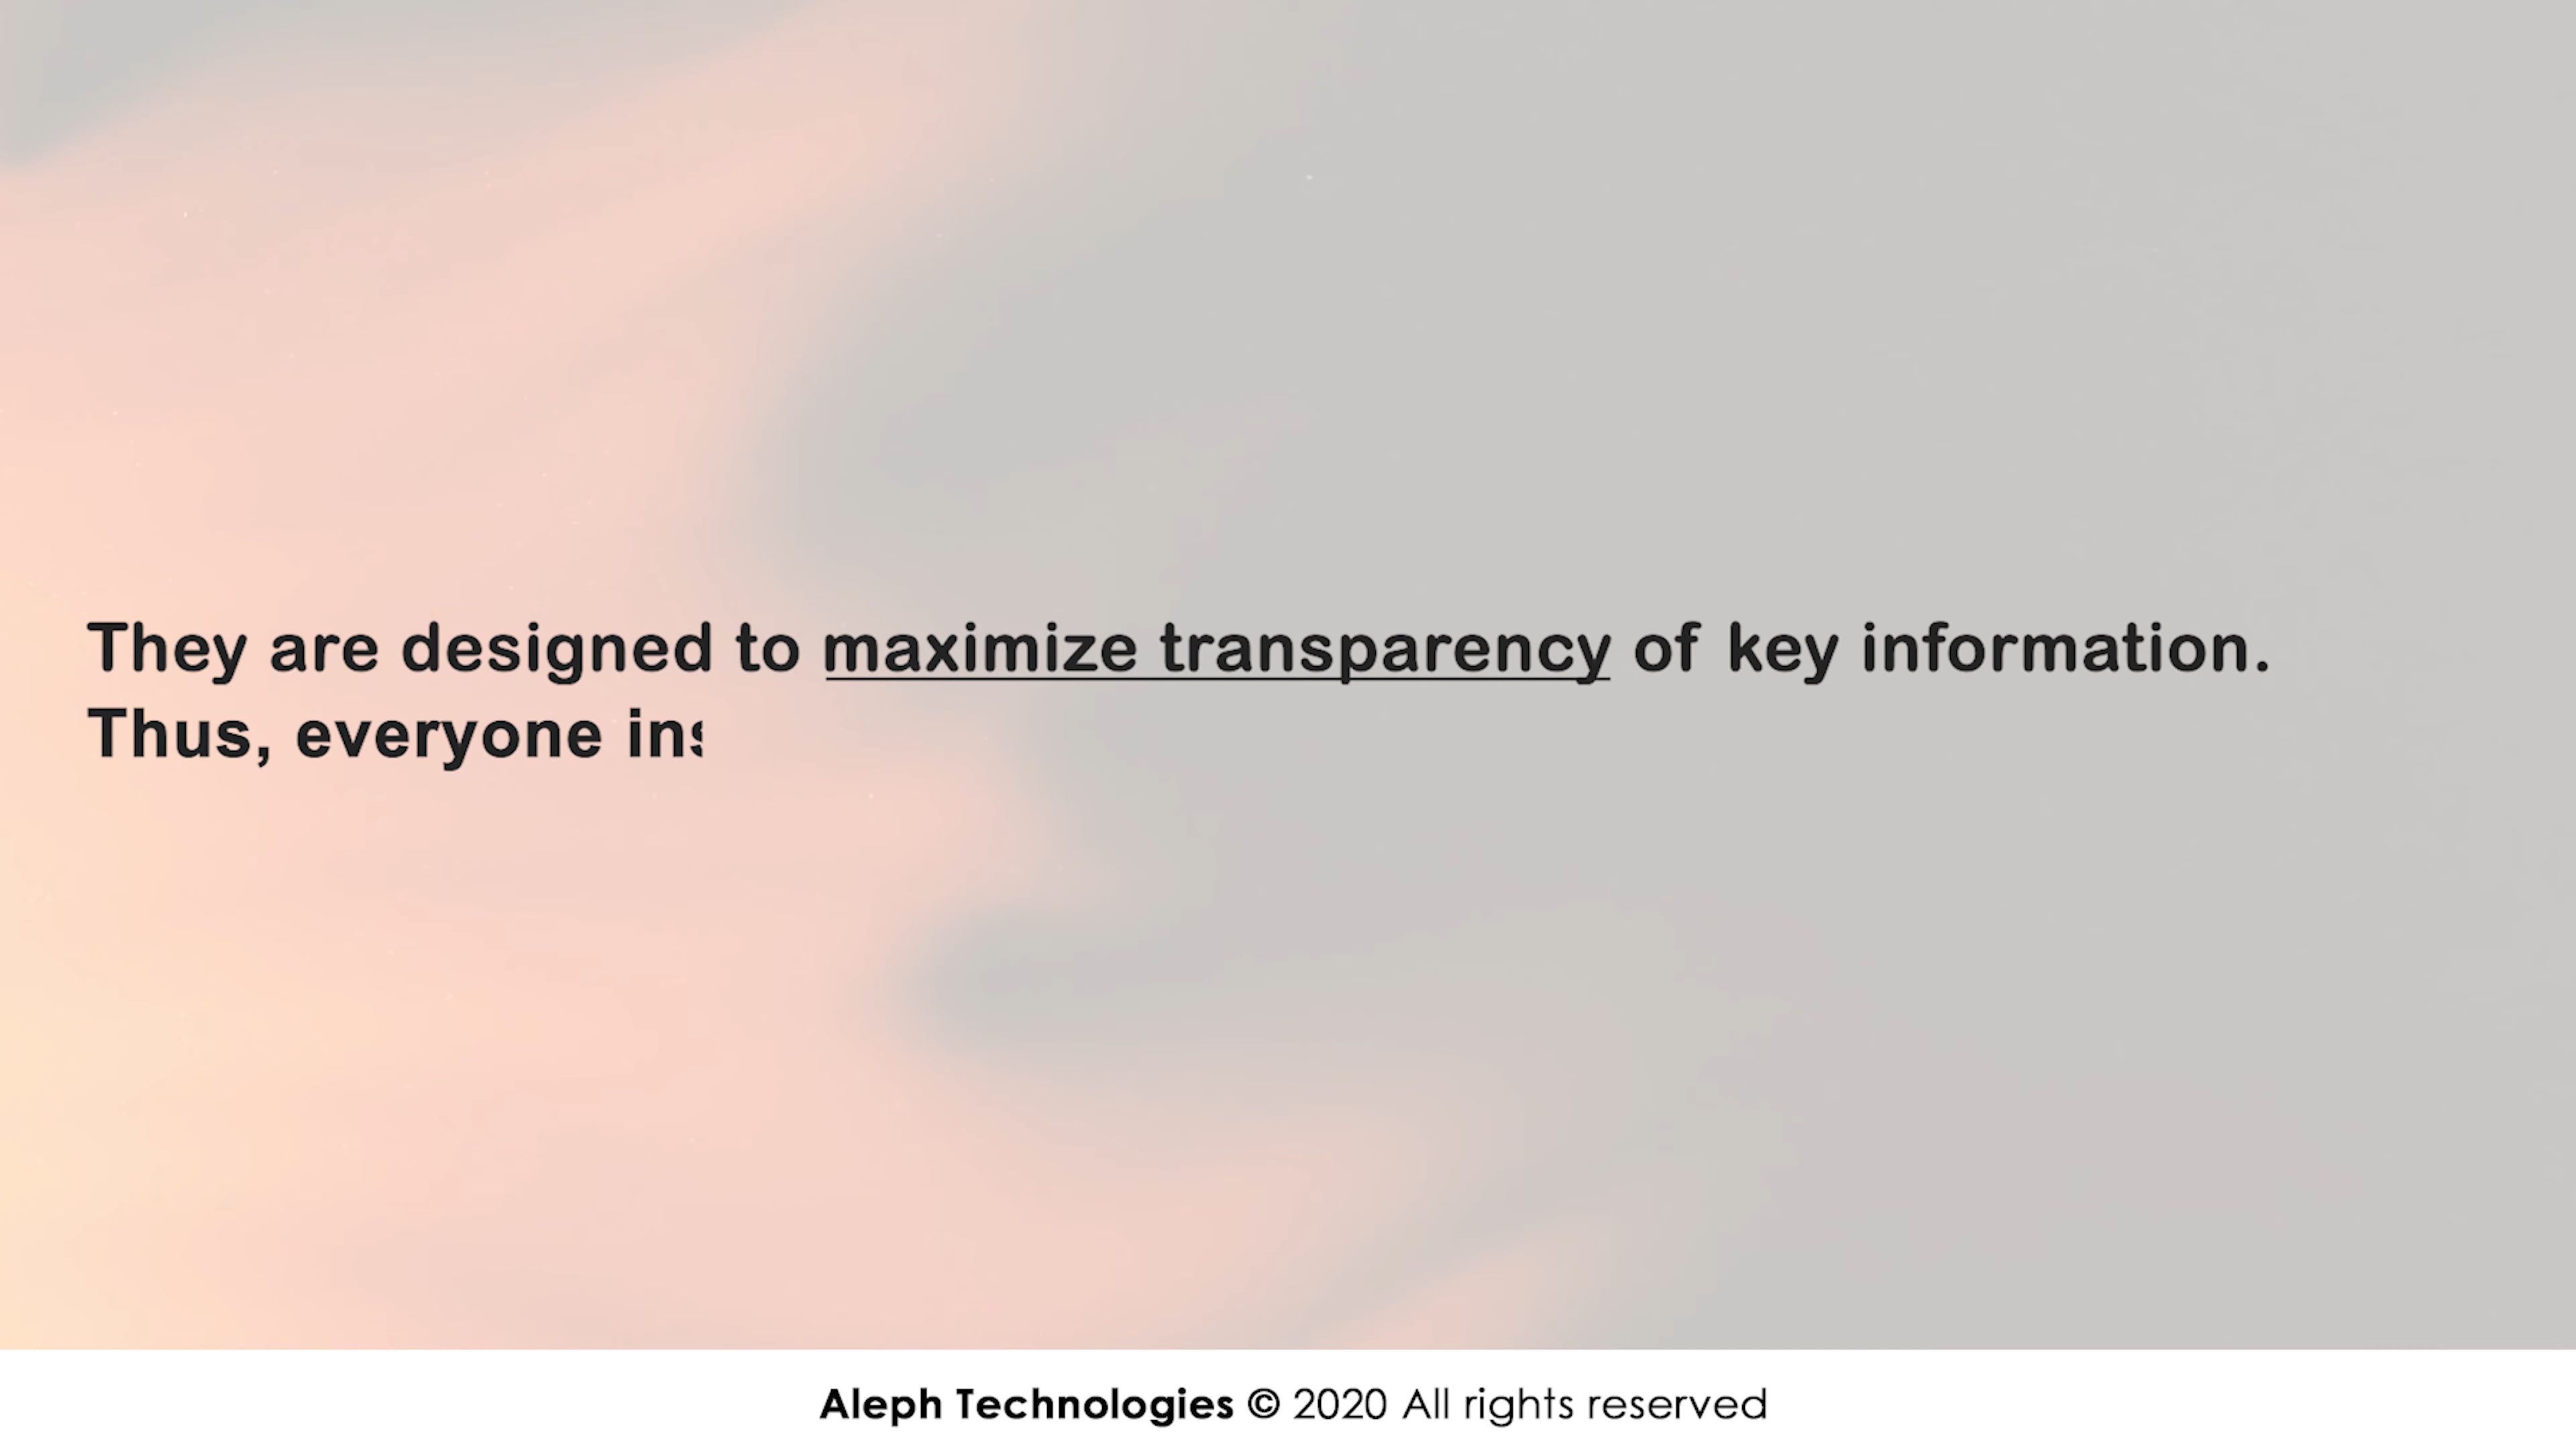 They are designed to maximize transparency of key information.
Thus, everyone
Aleph Technologies © 2020 All rights reserved